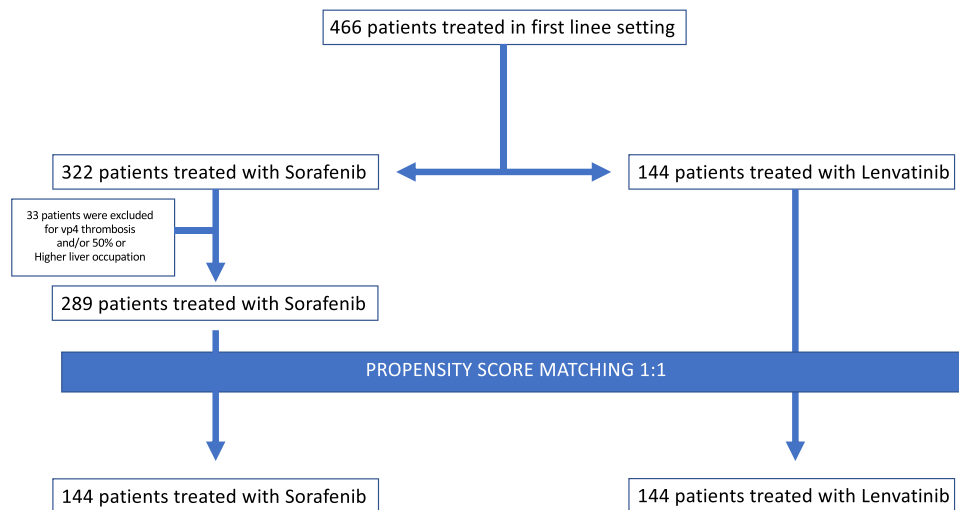 466 patients treated in first linee setting
322 patients treated with Sorafenib
144 patients treated with Lenvatinib
33 patients were excluded
for vp4 thrombosis
and/or 50% or
Higher liver occupation
289 patients treated with Sorafenib
PROPENSITY SCORE MATCHING 1:1
144 patients treated with Sorafenib
144 patients treated with Lenvatinib